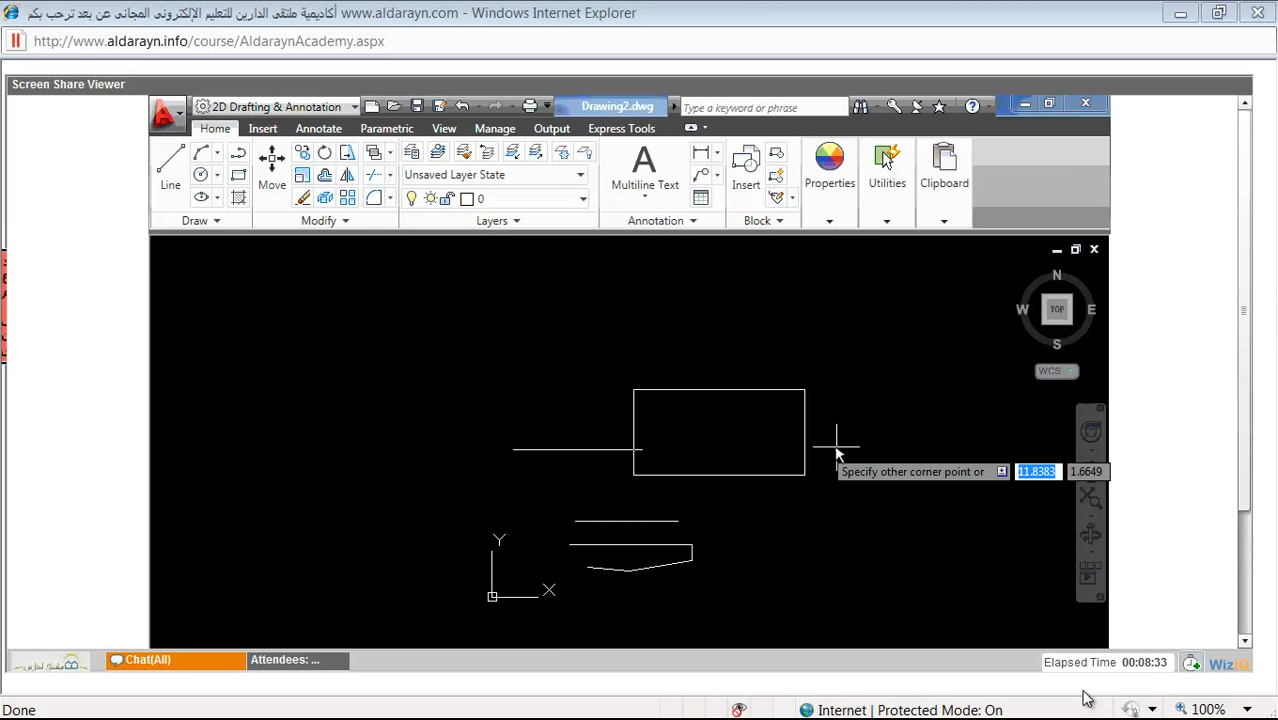 أكاديمية ملتقى الدارين للتعليم الإلكترونى المجانى عن بعد ترحب بكم www.aldarayn.com - Windows Internet Explorer
http://www.aldarayn.info/course/AldaraynAcademy.aspx
Screen Share Viewer
2D Drafting & Annotation
Drawing2.dwg
Type a keyword or phrase
Home Insert Annotate Parametric View Manage Output Express Tools
Line
Move
Unsaved Layer State
0
Multiline Text
Insert
Properties
Utilities
Clipboard
Draw
Modify
Layers
Annotation
Block
N
W TOP E
S
WCS
Specify other corner point or 11.8383 1.6649
Y
X
Chat(All)
Attendees: ...
Elapsed Time 00:08:33
WizIQ
Done
Internet | Protected Mode: On
100%